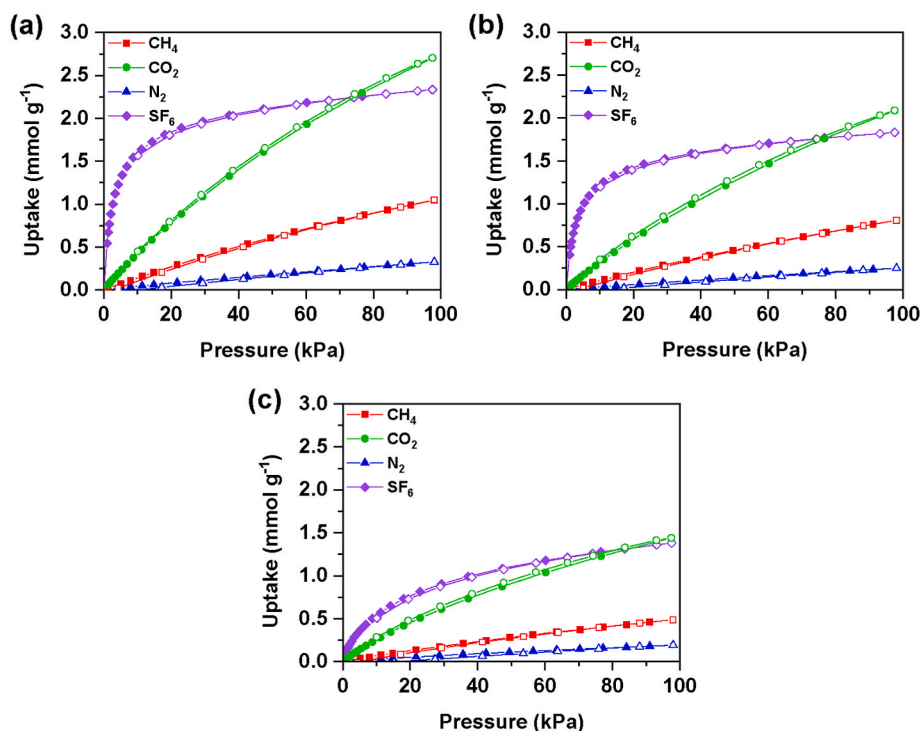 (a)
3.0
2.5
2.0
1.5
1.0
0.5
0.0
Uptake (mmol g⁻¹)
CH₄
CO₂
N₂
SF₆
0 20 40 60 80 100
Pressure (kPa)
(b)
3.0
2.5
2.0
1.5
1.0
0.5
0.0
Uptake (mmol g⁻¹)
CH₄
CO₂
N₂
SF₆
0 20 40 60 80 100
Pressure (kPa)
(c)
3.0
2.5
2.0
1.5
1.0
0.5
0.0
Uptake (mmol g⁻¹)
CH₄
CO₂
N₂
SF₆
0 20 40 60 80 100
Pressure (kPa)